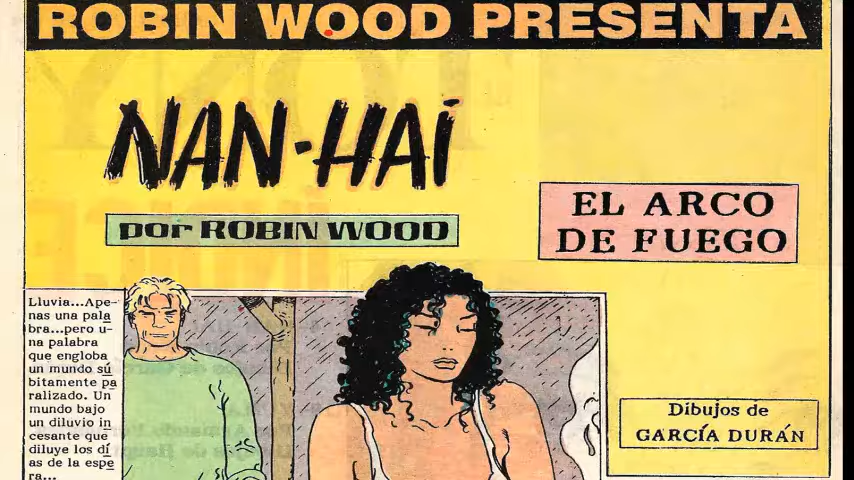 ROBIN WOOD PRESENTA
NAN-HAI
por ROBIN WOOD
EL ARCO
DE FUEGO
Lluvia...Ape-
nas una pala
bra...pero u-
na palabra
que engloba
un mundo sú
bitamente pa
ralizado. Un
mundo bajo
un diluvio in
cesante que
diluye los dí
as de la espe
ra...
Dibujos de
GARCÍA DURÁN